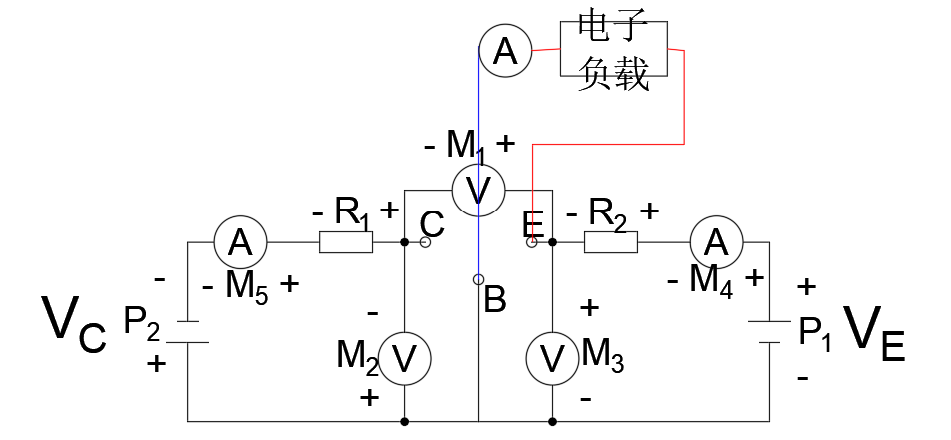 A
电子
负载
- M1 +
V
- R1 +
C
E
- R2 +
A
- M5 +
A
- M4 +
B
VC
-
P2
+
-
M2
V
+
+
V
M3
-
+
P1
-
VE